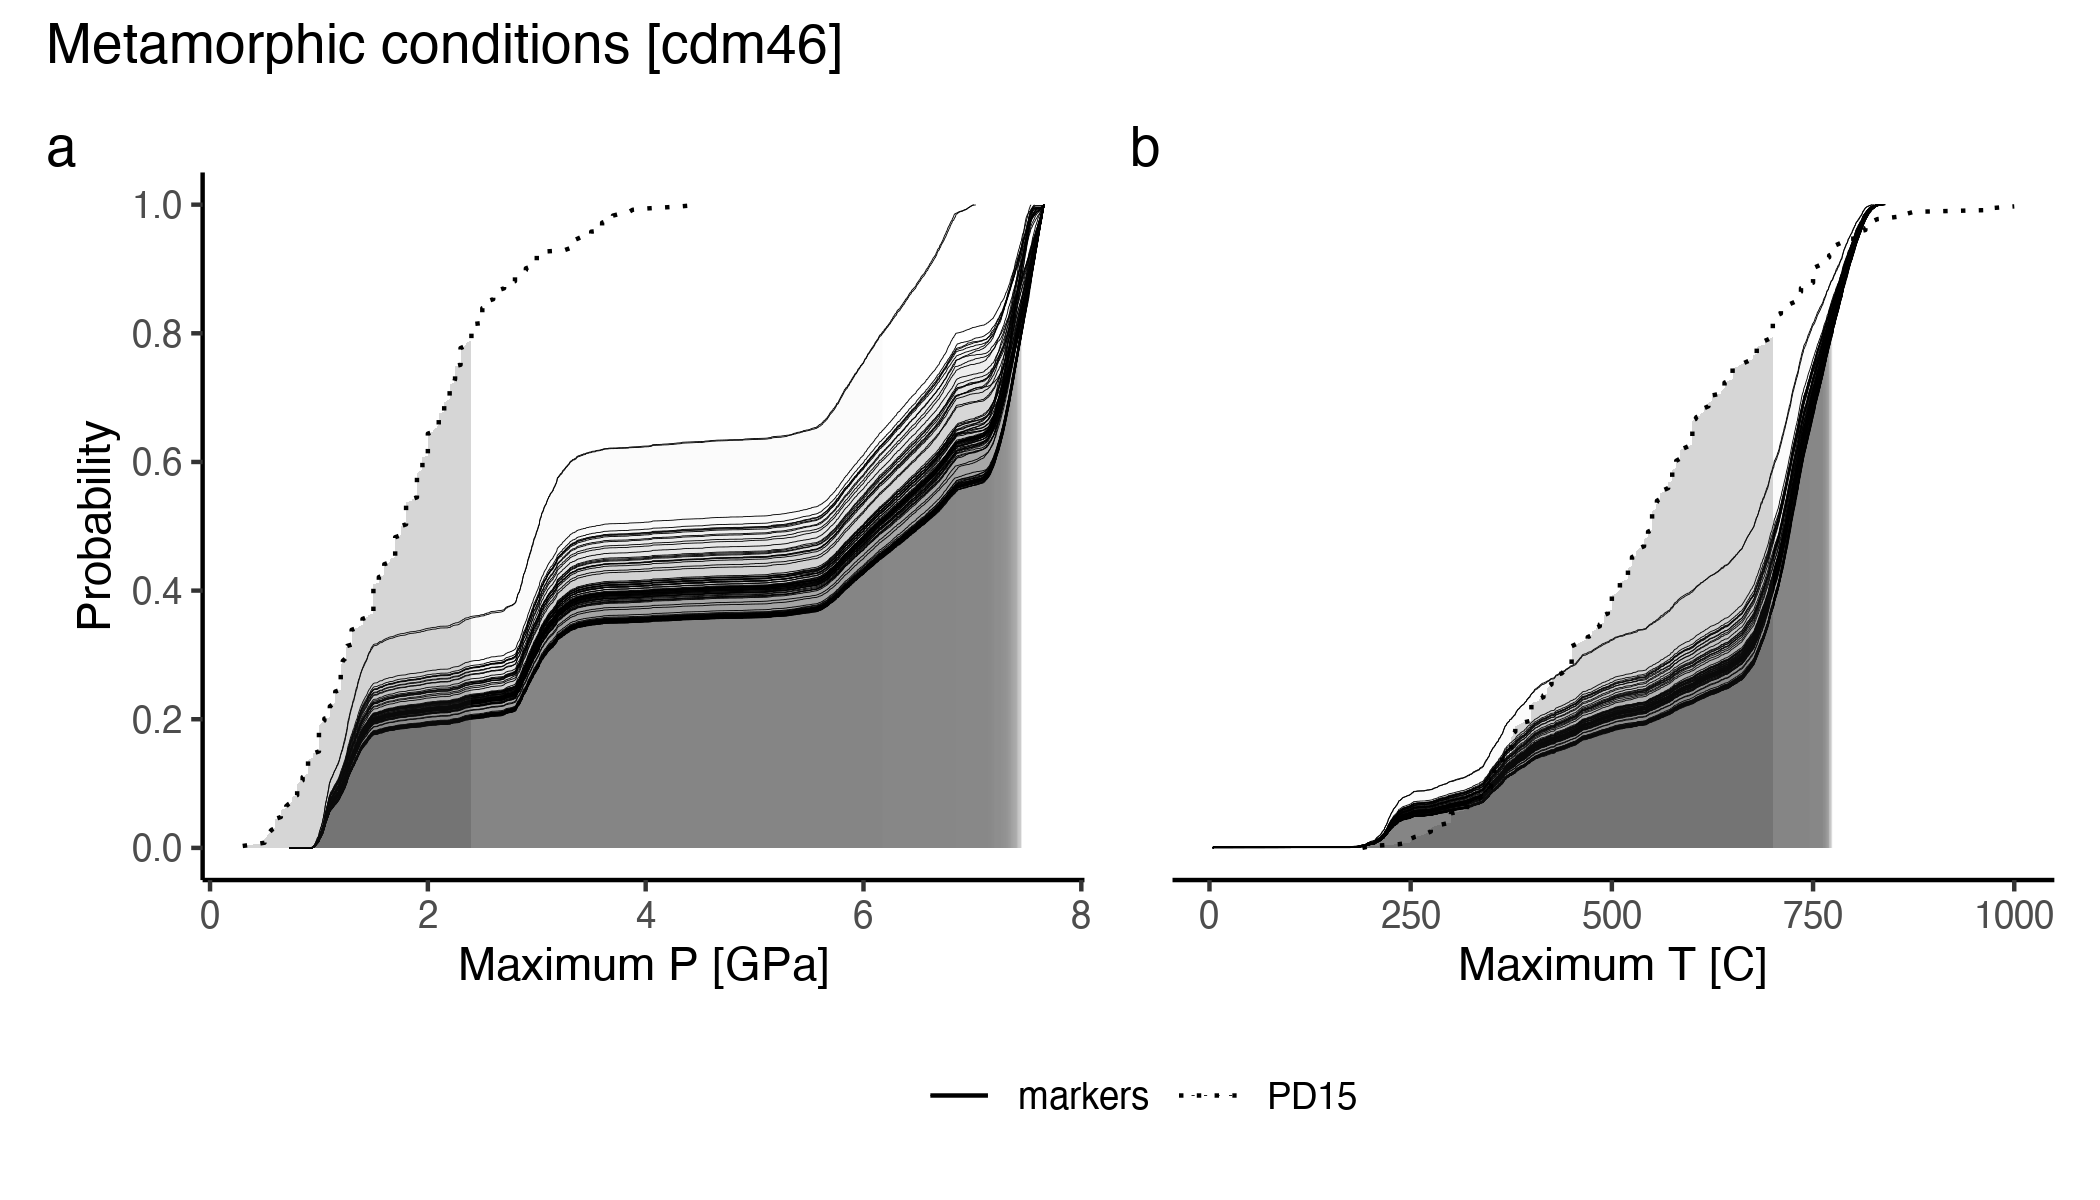 Metamorphic conditions [cdm46]
a
b
Probability
1.0
0.8
0.6
0.4
0.2
0.0
0 2 4 6 8
0 250 500 750 1000
Maximum P [GPa]
Maximum T [C]
markers PD15